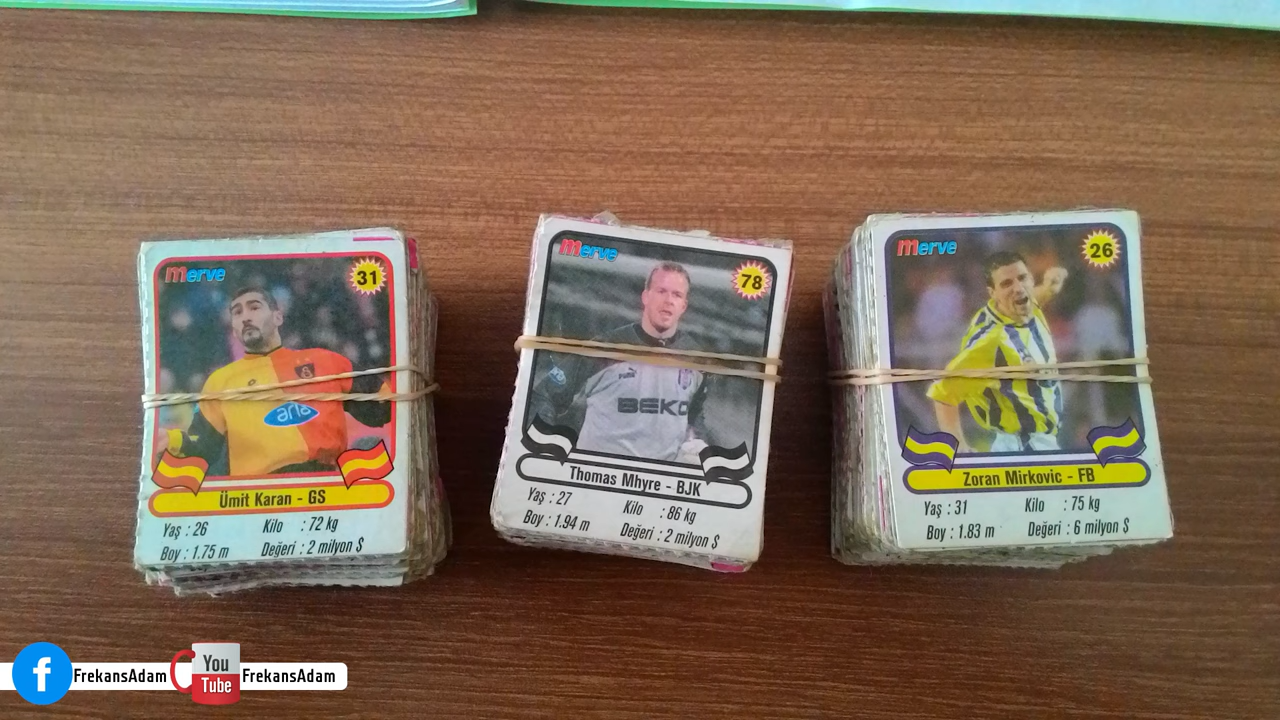 merve
31
8
aria
Ümit Karan - GS
Yaş : 26 Kilo : 72 kg
Boy : 1.75 m Değeri : 2 milyon $
merve
78
BEKO
Thomas Mhyre - BJK
Yaş : 27 Kilo : 86 kg
Boy : 1.94 m Değeri : 2 milyon $
merve
26
Zoran Mirkovic - FB
Yaş : 31 Kilo : 75 kg
Boy : 1.83 m Değeri : 6 milyon $
f FrekansAdam You Tube FrekansAdam